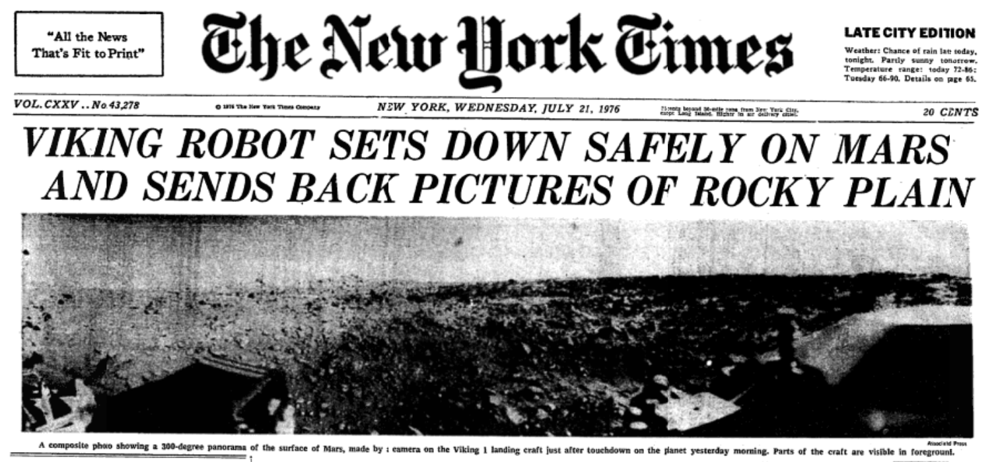 "All the News
That's Fit to Print"
The New York Times
LATE CITY EDITION
Weather: Chance of rain late today,
tonight. Partly sunny tomorrow.
Temperature range: today 72-86;
Tuesday 66-90. Details on page 65.
VOL. CXXV .. No. 43,278
© 1976 The New York Times Company
NEW YORK, WEDNESDAY, JULY 21, 1976
beyond 50-mile zone from New York City,
except Long Island. Higher in air delivery cities.
20 CENTS
VIKING ROBOT SETS DOWN SAFELY ON MARS
AND SENDS BACK PICTURES OF ROCKY PLAIN
Associated Press
A composite photo showing a 300-degree panorama of the surface of Mars, made by a camera on the Viking 1 landing craft just after touchdown on the planet yesterday morning. Parts of the craft are visible in foreground.